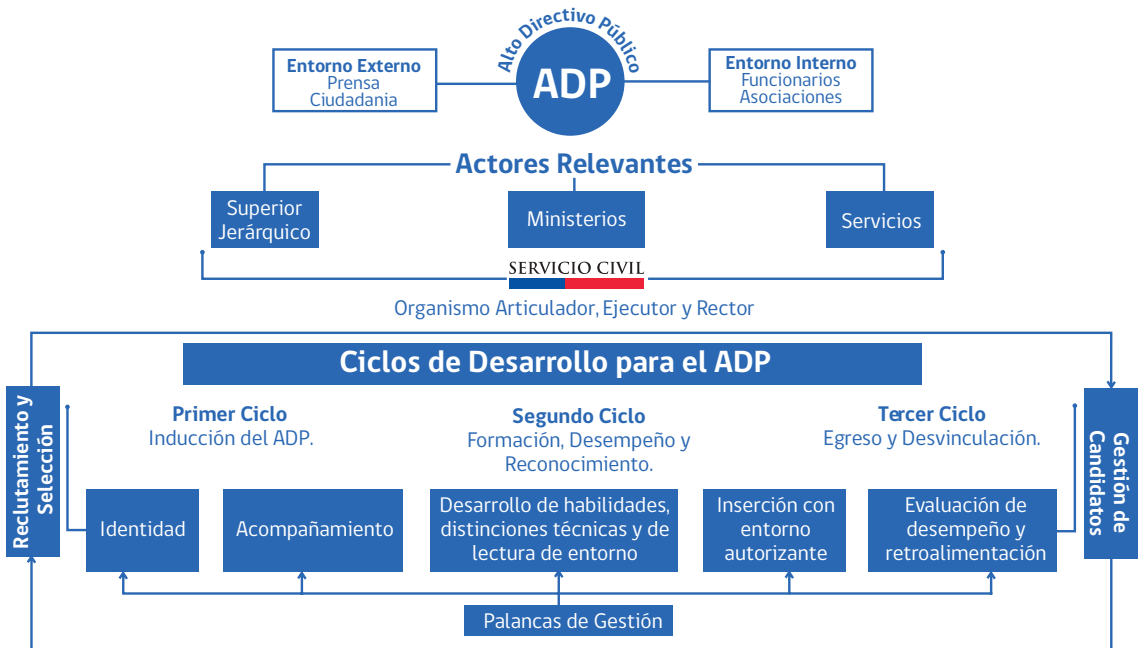 Alto Directivo Público
ADP
Entorno Externo
Prensa
Ciudadania
Entorno Interno
Funcionarios
Asociaciones
Actores Relevantes
Superior
Jerárquico
Ministerios
Servicios
SERVICIO CIVIL
Organismo Articulador, Ejecutor y Rector
Ciclos de Desarrollo para el ADP
Reclutamiento y
Selección
Primer Ciclo
Inducción del ADP.
Segundo Ciclo
Formación, Desempeño y
Reconocimiento.
Tercer Ciclo
Egreso y Desvinculación.
Gestión de
Candidatos
Identidad
Acompañamiento
Desarrollo de habilidades,
distinciones técnicas y de
lectura de entorno
Inserción con
entorno
autorizante
Evaluación de
desempeño y
retroalimentación
Palancas de Gestión